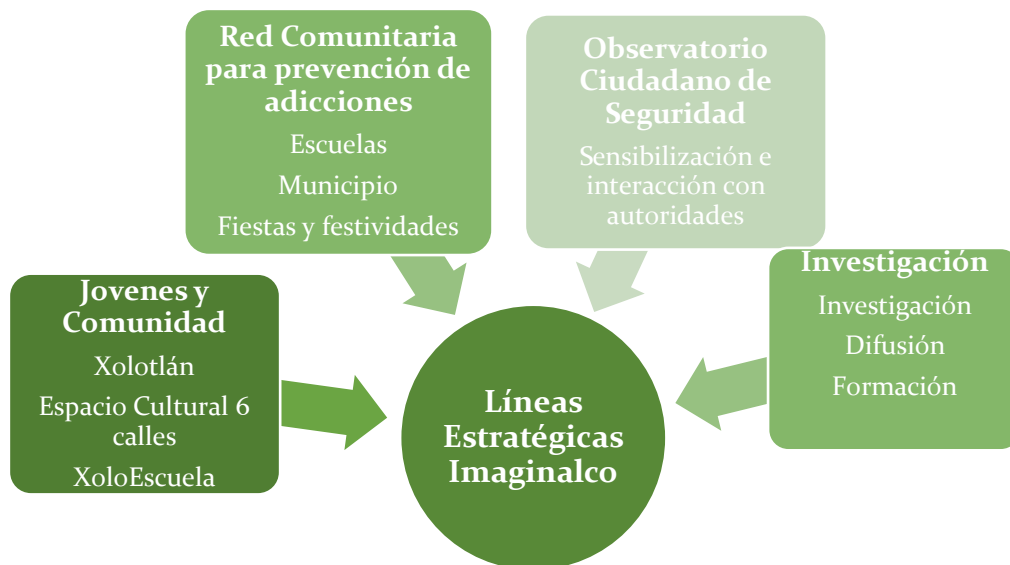 Red Comunitaria
para prevención de
adicciones
Escuelas
Municipio
Fiestas y festividades
Observatorio
Ciudadano de
Seguridad
Sensibilización e
interacción con
autoridades
Jovenes y
Comunidad
Xolotlán
Espacio Cultural 6
calles
XoloEscuela
Investigación
Investigación
Difusión
Formación
Líneas
Estratégicas
Imaginalco